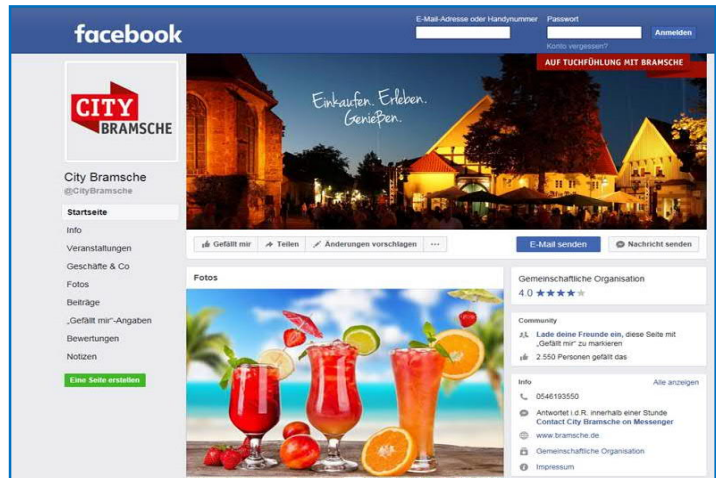 facebook
E-Mail-Adresse oder Handynummer
Passwort
Anmelden
Konto vergessen?
CITY
BRAMSCHE
AUF TUCHFÜHLUNG MIT BRAMSCHE
Einkaufen. Erleben.
Genießen.
City Bramsche
@CityBramsche
Startseite
Info
Veranstaltungen
Geschäfte & Co
Fotos
Beiträge
„Gefällt mir“-Angaben
Bewertungen
Notizen
Eine Seite erstellen
Gefällt mir
Teilen
Änderungen vorschlagen
...
E-Mail senden
Nachricht senden
Fotos
Gemeinschaftliche Organisation
4.0 ★★★★★
Community
Lade deine Freunde ein, diese Seite mit
„Gefällt mir“ zu markieren
2.550 Personen gefällt das
Info
Alle anzeigen
0546193550
Antwortet i.d.R. innerhalb einer Stunde
Contact City Bramsche on Messenger
www.bramsche.de
Gemeinschaftliche Organisation
Impressum